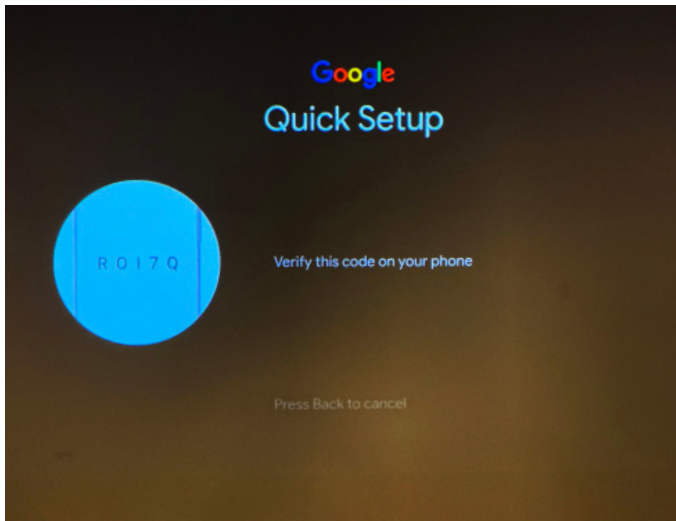 Google
Quick Setup
R O I 7 Q
Verify this code on your phone
Press Back to cancel